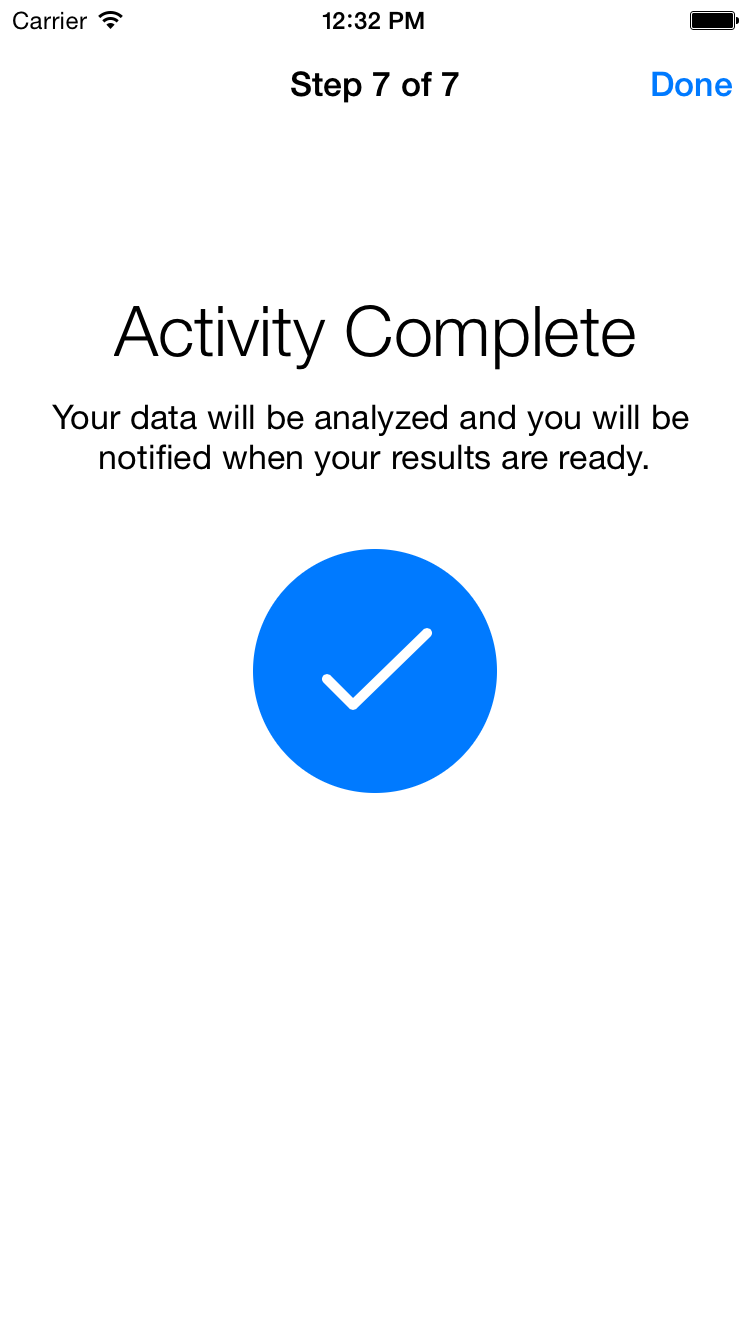 Carrier 12:32 PM
Step 7 of 7 Done
Activity Complete
Your data will be analyzed and you will be
notified when your results are ready.